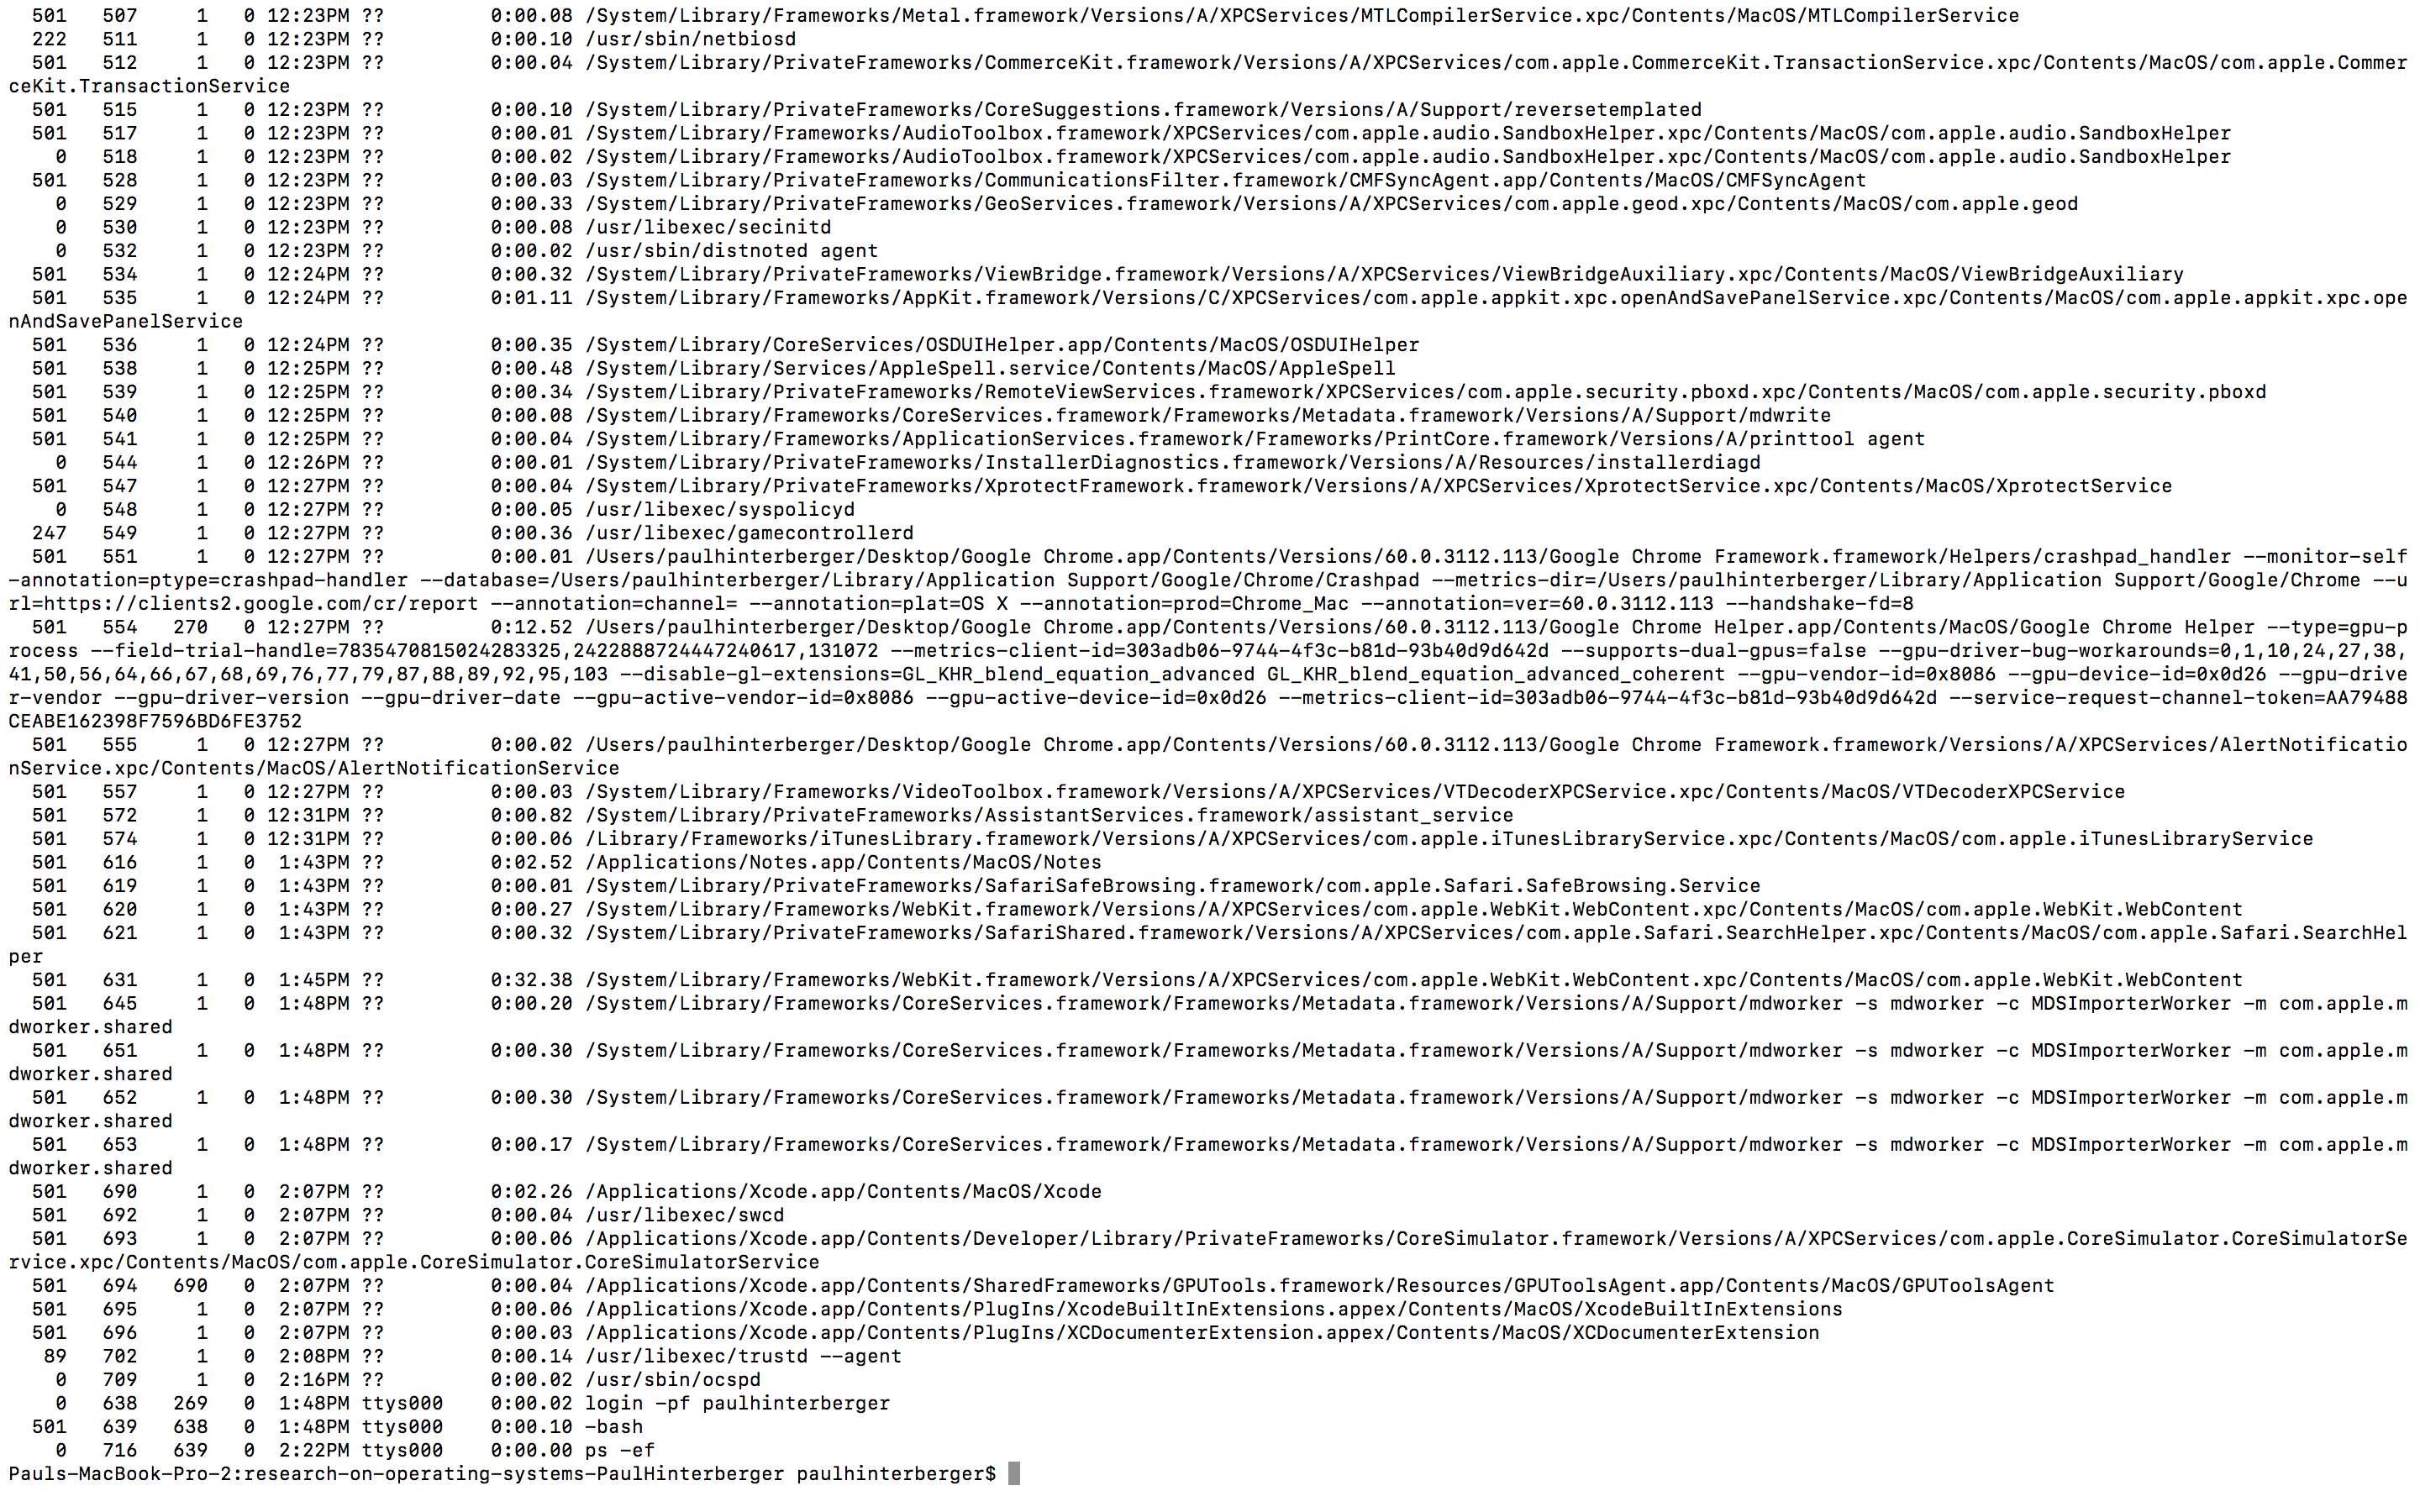 501   507     1   0 12:23PM ??         0:00.08 /System/Library/Frameworks/Metal.framework/Versions/A/XPCServices/MTLCompilerService.xpc/Contents/MacOS/MTLCompilerService
  222   511     1   0 12:23PM ??         0:00.10 /usr/sbin/netbiosd
  501   512     1   0 12:23PM ??         0:00.04 /System/Library/PrivateFrameworks/CommerceKit.framework/Versions/A/XPCServices/com.apple.CommerceKit.TransactionService.xpc/Contents/MacOS/com.apple.Commer
ceKit.TransactionService
  501   515     1   0 12:23PM ??         0:00.10 /System/Library/PrivateFrameworks/CoreSuggestions.framework/Versions/A/Support/reversetemplated
  501   517     1   0 12:23PM ??         0:00.01 /System/Library/Frameworks/AudioToolbox.framework/XPCServices/com.apple.audio.SandboxHelper.xpc/Contents/MacOS/com.apple.audio.SandboxHelper
    0   518     1   0 12:23PM ??         0:00.02 /System/Library/Frameworks/AudioToolbox.framework/XPCServices/com.apple.audio.SandboxHelper.xpc/Contents/MacOS/com.apple.audio.SandboxHelper
  501   528     1   0 12:23PM ??         0:00.03 /System/Library/PrivateFrameworks/CommunicationsFilter.framework/CMFSyncAgent.app/Contents/MacOS/CMFSyncAgent
    0   529     1   0 12:23PM ??         0:00.33 /System/Library/PrivateFrameworks/GeoServices.framework/Versions/A/XPCServices/com.apple.geod.xpc/Contents/MacOS/com.apple.geod
    0   530     1   0 12:23PM ??         0:00.08 /usr/libexec/secinitd
    0   532     1   0 12:23PM ??         0:00.02 /usr/sbin/distnoted agent
  501   534     1   0 12:24PM ??         0:00.32 /System/Library/PrivateFrameworks/ViewBridge.framework/Versions/A/XPCServices/ViewBridgeAuxiliary.xpc/Contents/MacOS/ViewBridgeAuxiliary
  501   535     1   0 12:24PM ??         0:01.11 /System/Library/Frameworks/AppKit.framework/Versions/C/XPCServices/com.apple.appkit.xpc.openAndSavePanelService.xpc/Contents/MacOS/com.apple.appkit.xpc.ope
nAndSavePanelService
  501   536     1   0 12:24PM ??         0:00.35 /System/Library/CoreServices/OSDUIHelper.app/Contents/MacOS/OSDUIHelper
  501   538     1   0 12:25PM ??         0:00.48 /System/Library/Services/AppleSpell.service/Contents/MacOS/AppleSpell
  501   539     1   0 12:25PM ??         0:00.34 /System/Library/PrivateFrameworks/RemoteViewServices.framework/XPCServices/com.apple.security.pboxd.xpc/Contents/MacOS/com.apple.security.pboxd
  501   540     1   0 12:25PM ??         0:00.08 /System/Library/Frameworks/CoreServices.framework/Frameworks/Metadata.framework/Versions/A/Support/mdwrite
  501   541     1   0 12:25PM ??         0:00.04 /System/Library/Frameworks/ApplicationServices.framework/Frameworks/PrintCore.framework/Versions/A/printtool agent
    0   544     1   0 12:26PM ??         0:00.01 /System/Library/PrivateFrameworks/InstallerDiagnostics.framework/Versions/A/Resources/installerdiagd
  501   547     1   0 12:27PM ??         0:00.04 /System/Library/PrivateFrameworks/XprotectFramework.framework/Versions/A/XPCServices/XprotectService.xpc/Contents/MacOS/XprotectService
    0   548     1   0 12:27PM ??         0:00.05 /usr/libexec/syspolicyd
  247   549     1   0 12:27PM ??         0:00.36 /usr/libexec/gamecontrollerd
  501   551     1   0 12:27PM ??         0:00.01 /Users/paulhinterberger/Desktop/Google Chrome.app/Contents/Versions/60.0.3112.113/Google Chrome Framework.framework/Helpers/crashpad_handler --monitor-self
-annotation=ptype=crashpad-handler --database=/Users/paulhinterberger/Library/Application Support/Google/Chrome/Crashpad --metrics-dir=/Users/paulhinterberger/Library/Application Support/Google/Chrome --u
rl=https://clients2.google.com/cr/report --annotation=channel= --annotation=plat=OS X --annotation=prod=Chrome_Mac --annotation=ver=60.0.3112.113 --handshake-fd=8
  501   554   270   0 12:27PM ??         0:12.52 /Users/paulhinterberger/Desktop/Google Chrome.app/Contents/Versions/60.0.3112.113/Google Chrome Helper.app/Contents/MacOS/Google Chrome Helper --type=gpu-p
rocess --field-trial-handle=7835470815024283325,2422888724447240617,131072 --metrics-client-id=303adb06-9744-4f3c-b81d-93b40d9d642d --supports-dual-gpus=false --gpu-driver-bug-workarounds=0,1,10,24,27,38,
41,50,56,64,66,67,68,69,76,77,79,87,88,89,92,95,103 --disable-gl-extensions=GL_KHR_blend_equation_advanced GL_KHR_blend_equation_advanced_coherent --gpu-vendor-id=0x8086 --gpu-device-id=0x0d26 --gpu-drive
r-vendor --gpu-driver-version --gpu-driver-date --gpu-active-vendor-id=0x8086 --gpu-active-device-id=0x0d26 --metrics-client-id=303adb06-9744-4f3c-b81d-93b40d9d642d --service-request-channel-token=AA79488
CEABE162398F7596BD6FE3752
  501   555     1   0 12:27PM ??         0:00.02 /Users/paulhinterberger/Desktop/Google Chrome.app/Contents/Versions/60.0.3112.113/Google Chrome Framework.framework/Versions/A/XPCServices/AlertNotificatio
nService.xpc/Contents/MacOS/AlertNotificationService
  501   557     1   0 12:27PM ??         0:00.03 /System/Library/Frameworks/VideoToolbox.framework/Versions/A/XPCServices/VTDecoderXPCService.xpc/Contents/MacOS/VTDecoderXPCService
  501   572     1   0 12:31PM ??         0:00.82 /System/Library/PrivateFrameworks/AssistantServices.framework/assistant_service
  501   574     1   0 12:31PM ??         0:00.06 /Library/Frameworks/iTunesLibrary.framework/Versions/A/XPCServices/com.apple.iTunesLibraryService.xpc/Contents/MacOS/com.apple.iTunesLibraryService
  501   616     1   0  1:43PM ??         0:02.52 /Applications/Notes.app/Contents/MacOS/Notes
  501   619     1   0  1:43PM ??         0:00.01 /System/Library/PrivateFrameworks/SafariSafeBrowsing.framework/com.apple.Safari.SafeBrowsing.Service
  501   620     1   0  1:43PM ??         0:00.27 /System/Library/Frameworks/WebKit.framework/Versions/A/XPCServices/com.apple.WebKit.WebContent.xpc/Contents/MacOS/com.apple.WebKit.WebContent
  501   621     1   0  1:43PM ??         0:00.32 /System/Library/PrivateFrameworks/SafariShared.framework/Versions/A/XPCServices/com.apple.Safari.SearchHelper.xpc/Contents/MacOS/com.apple.Safari.SearchHel
per
  501   631     1   0  1:45PM ??         0:32.38 /System/Library/Frameworks/WebKit.framework/Versions/A/XPCServices/com.apple.WebKit.WebContent.xpc/Contents/MacOS/com.apple.WebKit.WebContent
  501   645     1   0  1:48PM ??         0:00.20 /System/Library/Frameworks/CoreServices.framework/Frameworks/Metadata.framework/Versions/A/Support/mdworker -s mdworker -c MDSImporterWorker -m com.apple.m
dworker.shared
  501   651     1   0  1:48PM ??         0:00.30 /System/Library/Frameworks/CoreServices.framework/Frameworks/Metadata.framework/Versions/A/Support/mdworker -s mdworker -c MDSImporterWorker -m com.apple.m
dworker.shared
  501   652     1   0  1:48PM ??         0:00.30 /System/Library/Frameworks/CoreServices.framework/Frameworks/Metadata.framework/Versions/A/Support/mdworker -s mdworker -c MDSImporterWorker -m com.apple.m
dworker.shared
  501   653     1   0  1:48PM ??         0:00.17 /System/Library/Frameworks/CoreServices.framework/Frameworks/Metadata.framework/Versions/A/Support/mdworker -s mdworker -c MDSImporterWorker -m com.apple.m
dworker.shared
  501   690     1   0  2:07PM ??         0:02.26 /Applications/Xcode.app/Contents/MacOS/Xcode
  501   692     1   0  2:07PM ??         0:00.04 /usr/libexec/swcd
  501   693     1   0  2:07PM ??         0:00.06 /Applications/Xcode.app/Contents/Developer/Library/PrivateFrameworks/CoreSimulator.framework/Versions/A/XPCServices/com.apple.CoreSimulator.CoreSimulatorSe
rvice.xpc/Contents/MacOS/com.apple.CoreSimulator.CoreSimulatorService
  501   694   690   0  2:07PM ??         0:00.04 /Applications/Xcode.app/Contents/SharedFrameworks/GPUTools.framework/Resources/GPUToolsAgent.app/Contents/MacOS/GPUToolsAgent
  501   695     1   0  2:07PM ??         0:00.06 /Applications/Xcode.app/Contents/PlugIns/XcodeBuiltInExtensions.appex/Contents/MacOS/XcodeBuiltInExtensions
  501   696     1   0  2:07PM ??         0:00.03 /Applications/Xcode.app/Contents/PlugIns/XCDocumenterExtension.appex/Contents/MacOS/XCDocumenterExtension
   89   702     1   0  2:08PM ??         0:00.14 /usr/libexec/trustd --agent
    0   709     1   0  2:16PM ??         0:00.02 /usr/sbin/ocspd
    0   638   269   0  1:48PM ttys000    0:00.02 login -pf paulhinterberger
  501   639   638   0  1:48PM ttys000    0:00.10 -bash
    0   716   639   0  2:22PM ttys000    0:00.00 ps -ef
Pauls-MacBook-Pro-2:research-on-operating-systems-PaulHinterberger paulhinterberger$